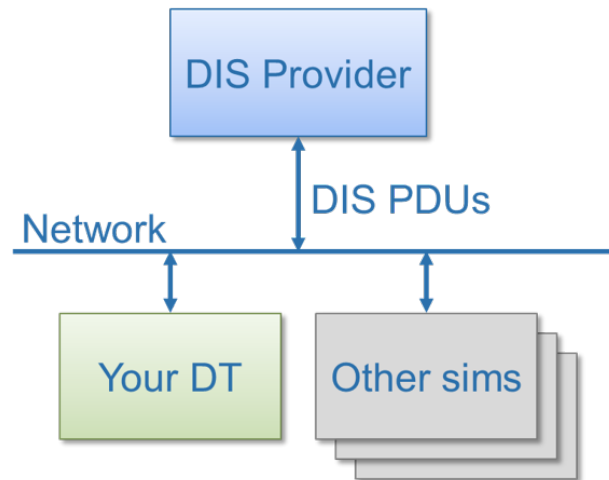 DIS Provider
DIS PDUs
Network
Your DT
Other sims